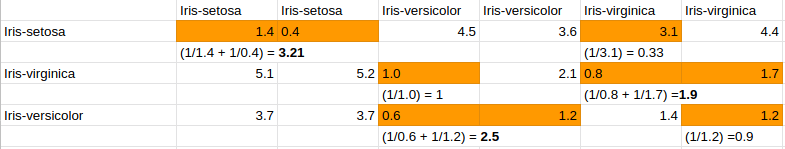 Iris-setosa Iris-setosa Iris-versicolor Iris-versicolor Iris-virginica Iris-virginica
Iris-setosa 1.4 0.4 4.5 3.6 3.1 4.4
(1/1.4 + 1/0.4) = 3.21 (1/3.1) = 0.33
Iris-virginica 5.1 5.2 1.0 2.1 0.8 1.7
(1/1.0) = 1 (1/0.8 + 1/1.7) =1.9
Iris-versicolor 3.7 3.7 0.6 1.2 1.4 1.2
(1/0.6 + 1/1.2) = 2.5 (1/1.2) =0.9